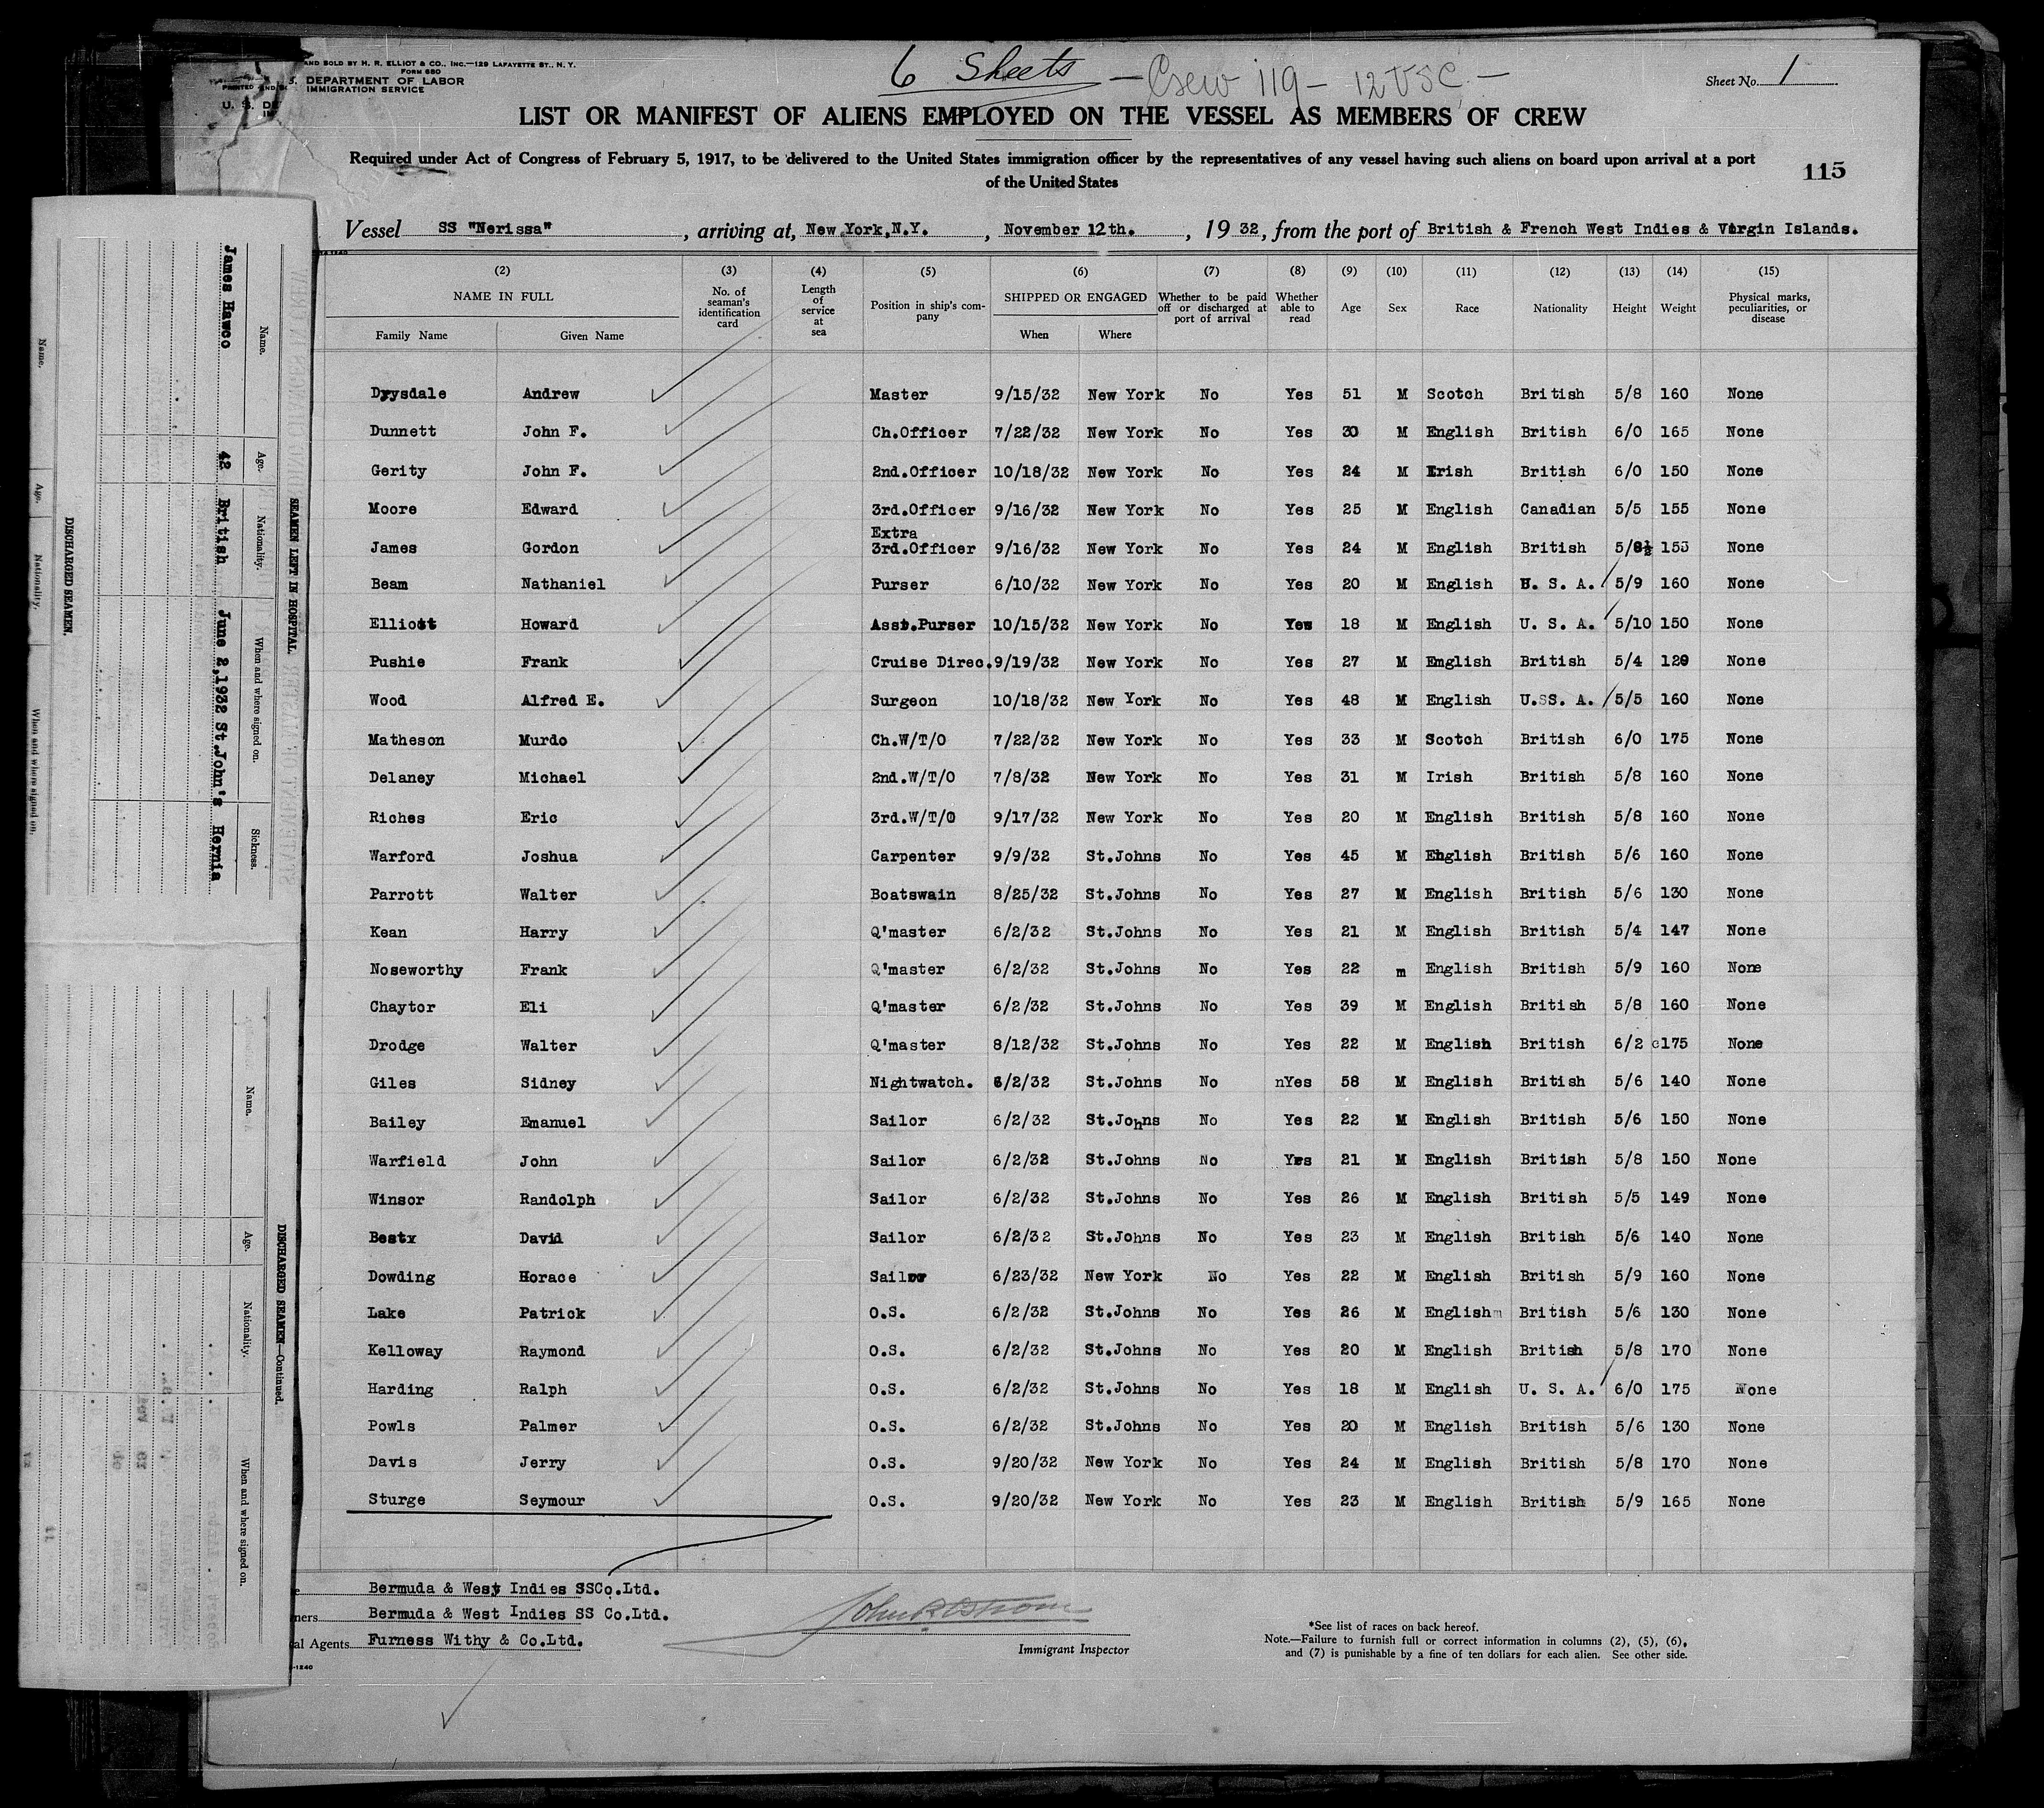 6 Sheets — Crew 119 – 12 USC –
AND SOLD BY H. R. ELLIOT & CO., INC.—129 LAFAYETTE ST., N. Y.
FORM 680
DEPARTMENT OF LABOR
IMMIGRATION SERVICE
Sheet No. 1
LIST OR MANIFEST OF ALIENS EMPLOYED ON THE VESSEL AS MEMBERS OF CREW
Required under Act of Congress of February 5, 1917, to be delivered to the United States immigration officer by the representatives of any vessel having such aliens on board upon arrival at a port
of the United States
115
Vessel SS "Nerissa", arriving at, New York, N.Y., November 12th., 1932, from the port of British & French West Indies & Virgin Islands.
(2) (3) (4) (5) (6) (7) (8) (9) (10) (11) (12) (13) (14) (15)
NAME IN FULL No. of seaman's identification card Length of service at sea Position in ship's company SHIPPED OR ENGAGED Whether to be paid off or discharged at port of arrival Whether able to read Age Sex Race Nationality Height Weight Physical marks, peculiarities, or disease
Family Name Given Name When Where
Drysdale Andrew Master 9/15/32 New York No Yes 51 M Scotch British 5/8 160 None
Dunnett John F. Ch.Officer 7/22/32 New York No Yes 30 M English British 6/0 165 None
Gerity John F. 2nd.Officer 10/18/32 New York No Yes 24 M Irish British 6/0 150 None
Moore Edward 3rd.Officer 9/16/32 New York No Yes 25 M English Canadian 5/5 155 None
James Gordon Extra 3rd.Officer 9/16/32 New York No Yes 24 M English British 5/8½ 155 None
Beam Nathaniel Purser 6/10/32 New York No Yes 20 M English U. S. A. 5/9 160 None
Elliott Howard Asst.Purser 10/15/32 New York No Yes 18 M English U. S. A. 5/10 150 None
Pushie Frank Cruise Direc. 9/19/32 New York No Yes 27 M English British 5/4 129 None
Wood Alfred E. Surgeon 10/18/32 New York No Yes 48 M English U.SS. A. 5/5 160 None
Matheson Murdo Ch.W/T/O 7/22/32 New York No Yes 33 M Scotch British 6/0 175 None
Delaney Michael 2nd.W/T/O 7/8/32 New York No Yes 31 M Irish British 5/8 160 None
Riches Eric 3rd.W/T/O 9/17/32 New York No Yes 20 M English British 5/8 160 None
Warford Joshua Carpenter 9/9/32 St.Johns No Yes 45 M English British 5/6 160 None
Parrott Walter Boatswain 8/25/32 St.Johns No Yes 27 M English British 5/6 130 None
Kean Harry Q'master 6/2/32 St.Johns No Yes 21 M English British 5/4 147 None
Noseworthy Frank Q'master 6/2/32 St.Johns No Yes 22 m English British 5/9 160 None
Chaytor Eli Q'master 6/2/32 St.Johns No Yes 39 M English British 5/8 160 None
Drodge Walter Q'master 8/12/32 St.Johns No Yes 22 M English British 6/2 175 None
Giles Sidney Nightwatch. 6/2/32 St.Johns No nYes 58 M English British 5/6 140 None
Bailey Emanuel Sailor 6/2/32 St.Johns No Yes 22 M English British 5/6 150 None
Warfield John Sailor 6/2/32 St.Johns No Yes 21 M English British 5/8 150 None
Winsor Randolph Sailor 6/2/32 St.Johns No Yes 26 M English British 5/5 149 None
Bestx David Sailor 6/2/32 St.Johns No Yes 23 M English British 5/6 140 None
Dowding Horace Sailor 6/23/32 New York No Yes 22 M English British 5/9 160 None
Lake Patrick O.S. 6/2/32 St.Johns No Yes 26 M English British 5/6 130 None
Kelloway Raymond O.S. 6/2/32 St.Johns No Yes 20 M English British 5/8 170 None
Harding Ralph O.S. 6/2/32 St.Johns No Yes 18 M English U. S. A. 6/0 175 None
Powls Palmer O.S. 6/2/32 St.Johns No Yes 20 M English British 5/6 130 None
Davis Jerry O.S. 9/20/32 New York No Yes 24 M English British 5/8 170 None
Sturge Seymour O.S. 9/20/32 New York No Yes 23 M English British 5/9 165 None
Bermuda & West Indies SSCo.Ltd.
Bermuda & West Indies SS Co.Ltd.
al Agents Furness Withy & Co.Ltd.
Immigrant Inspector
*See list of races on back hereof.
Note.—Failure to furnish full or correct information in columns (2), (5), (6),
and (7) is punishable by a fine of ten dollars for each alien. See other side.
SEAMEN LEFT IN HOSPITAL.
Name. Age. Nationality. When and where signed on. Sickness.
James Hawco 42 British June 2,1932 St.John's Hernia
DISCHARGED SEAMEN.
Name. Age. Nationality. When and where signed on.
DISCHARGED SEAMEN—Continued.
Name. Age. Nationality. When and where signed on.